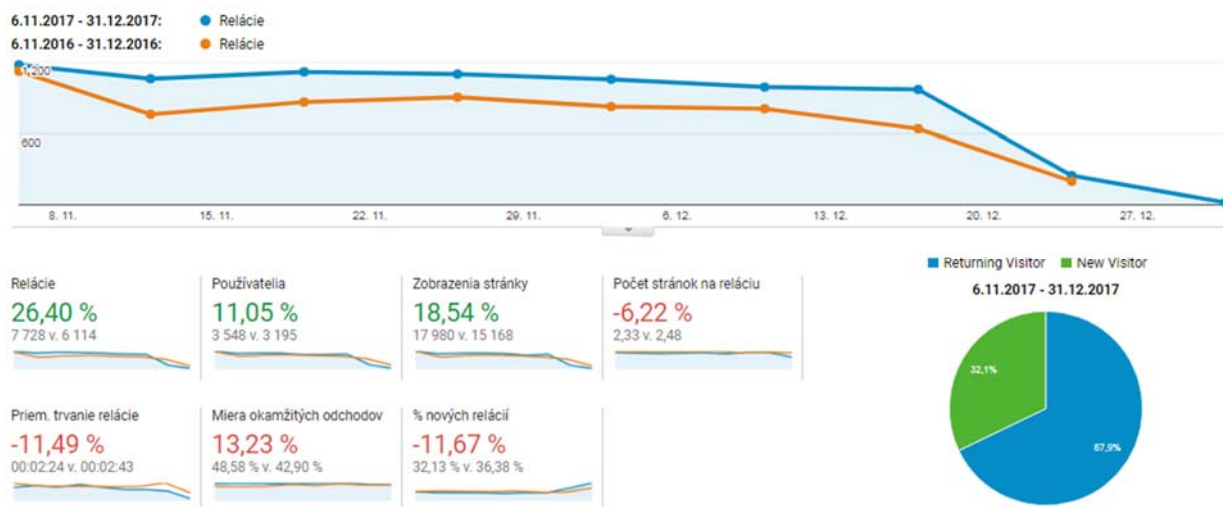 6.11.2017 - 31.12.2017: Relácie
6.11.2016 - 31.12.2016: Relácie
1,200
600
8. 11. 15. 11. 22. 11. 29. 11. 6. 12. 13. 12. 20. 12. 27. 12.
Returning Visitor New Visitor
6.11.2017 - 31.12.2017
32,1%
67,9%
Relácie
26,40 %
7 728 v. 6 114
Používatelia
11,05 %
3 548 v. 3 195
Zobrazenia stránky
18,54 %
17 980 v. 15 168
Počet stránok na reláciu
-6,22 %
2,33 v. 2,48
Priem. trvanie relácie
-11,49 %
00:02:24 v. 00:02:43
Miera okamžitých odchodov
13,23 %
48,58 % v. 42,90 %
% nových relácií
-11,67 %
32,13 % v. 36,38 %